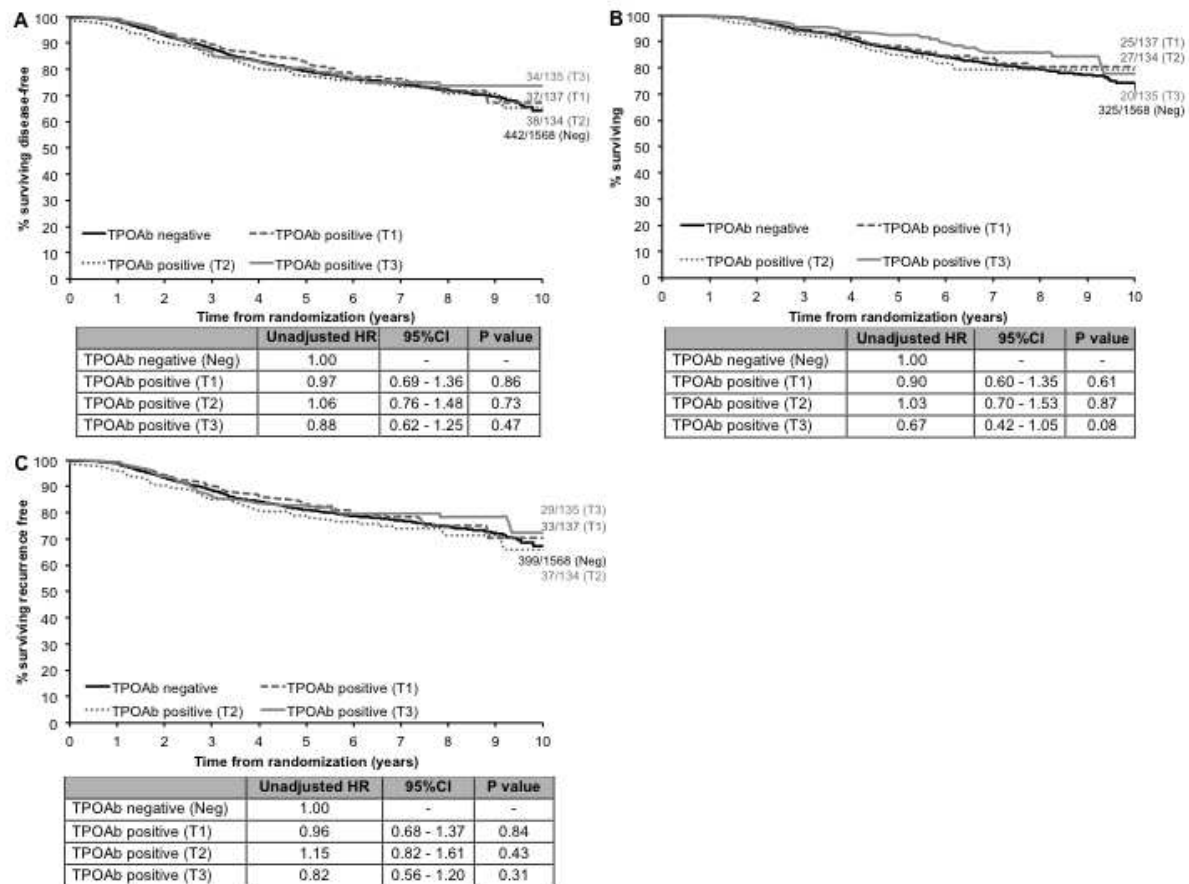 A
% surviving disease-free
100
90
80
70
60
50
40
30
20
10
0
34/135 (T3)
37/137 (T1)
38/134 (T2)
442/1568 (Neg)
TPOAb negative
TPOAb positive (T1)
TPOAb positive (T2)
TPOAb positive (T3)
0 1 2 3 4 5 6 7 8 9 10
Time from randomization (years)
Unadjusted HR 95%CI P value
TPOAb negative (Neg) 1.00 - -
TPOAb positive (T1) 0.97 0.69 - 1.36 0.86
TPOAb positive (T2) 1.06 0.76 - 1.48 0.73
TPOAb positive (T3) 0.88 0.62 - 1.25 0.47
B
% surviving
100
90
80
70
60
50
40
30
20
10
0
25/137 (T1)
27/134 (T2)
20/135 (T3)
325/1568 (Neg)
TPOAb negative
TPOAb positive (T1)
TPOAb positive (T2)
TPOAb positive (T3)
0 1 2 3 4 5 6 7 8 9 10
Time from randomization (years)
Unadjusted HR 95%CI P value
TPOAb negative (Neg) 1.00 - -
TPOAb positive (T1) 0.90 0.60 - 1.35 0.61
TPOAb positive (T2) 1.03 0.70 - 1.53 0.87
TPOAb positive (T3) 0.67 0.42 - 1.05 0.08
C
% surviving recurrence free
100
90
80
70
60
50
40
30
20
10
0
29/135 (T3)
33/137 (T1)
399/1568 (Neg)
37/134 (T2)
TPOAb negative
TPOAb positive (T1)
TPOAb positive (T2)
TPOAb positive (T3)
0 1 2 3 4 5 6 7 8 9 10
Time from randomization (years)
Unadjusted HR 95%CI P value
TPOAb negative (Neg) 1.00 - -
TPOAb positive (T1) 0.96 0.68 - 1.37 0.84
TPOAb positive (T2) 1.15 0.82 - 1.61 0.43
TPOAb positive (T3) 0.82 0.56 - 1.20 0.31